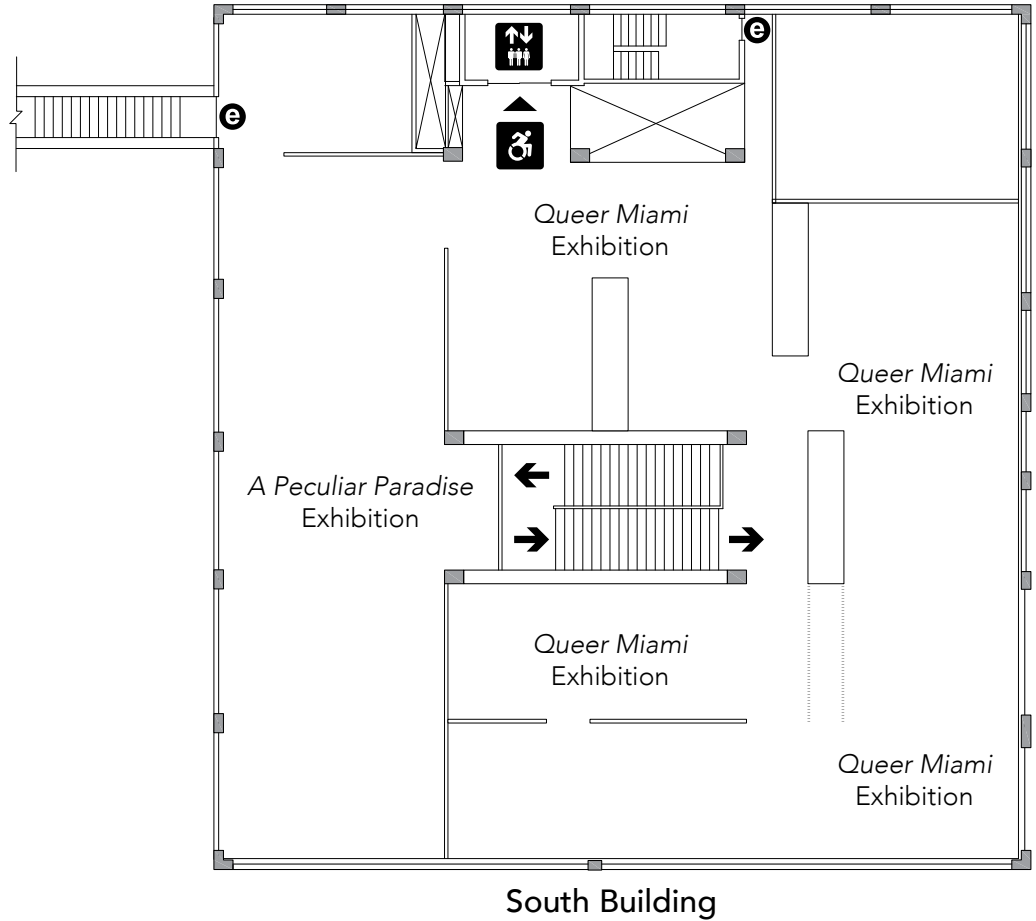 e
e
Queer Miami
Exhibition
Queer Miami
Exhibition
A Peculiar Paradise
Exhibition
Queer Miami
Exhibition
Queer Miami
Exhibition
South Building